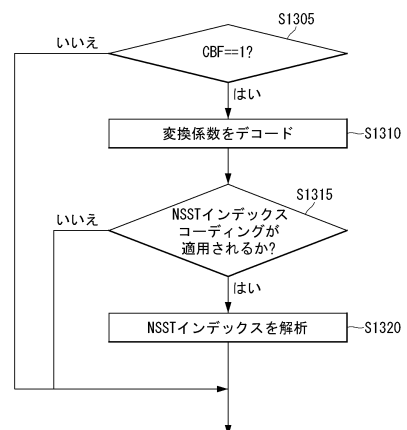 S1305
いいえ
CBF==1?
はい
変換係数をデコード
S1310
S1315
いいえ
NSSTインデックス
コーディングが
適用されるか?
はい
NSSTインデックスを解析
S1320